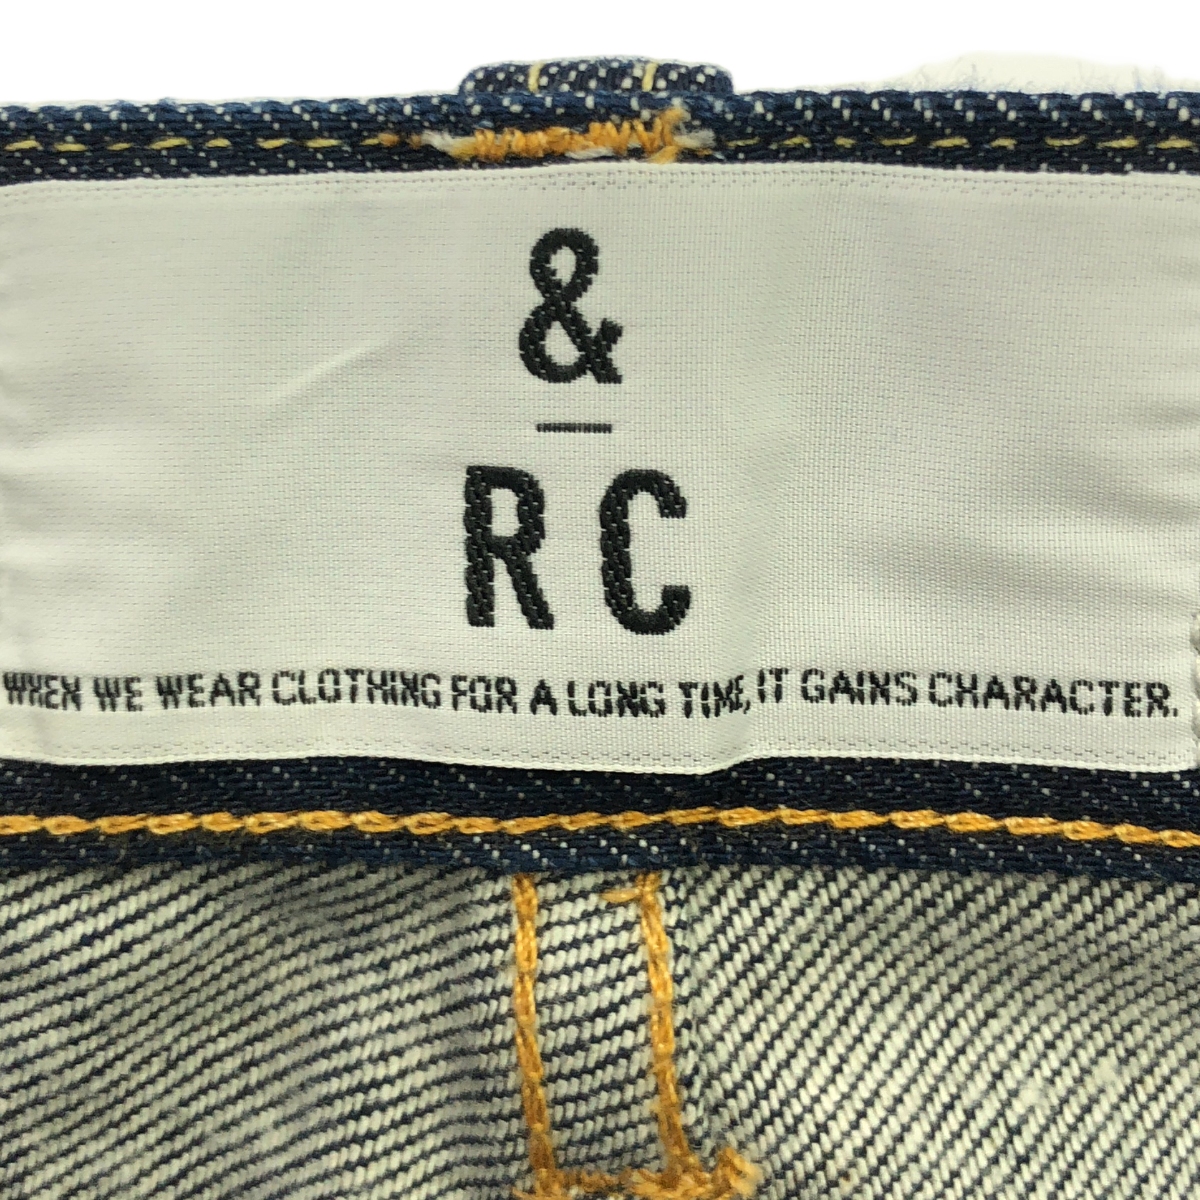 &
RC
WHEN WE WEAR CLOTHING FOR A LONG TIME, IT GAINS CHARACTER.